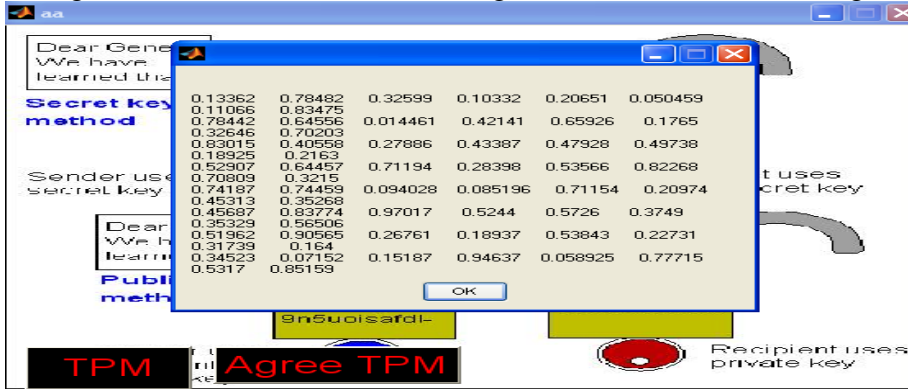 aa
Dear Gene
We have
learned tha
Secret key
method
0.13362 0.78482 0.32599 0.10332 0.20651 0.050459
0.11066 0.83475
0.78442 0.64556 0.014461 0.42141 0.65926 0.1765
0.32646 0.70203
0.83015 0.40558 0.27886 0.43387 0.47928 0.49738
0.18925 0.2163
0.52907 0.64457 0.71194 0.28398 0.53566 0.82268
0.70809 0.3215
0.74187 0.74459 0.094028 0.085196 0.71154 0.20974
0.45313 0.35268
0.45687 0.83774 0.97017 0.5244 0.5726 0.3749
0.35329 0.56506
0.51962 0.90565 0.26761 0.18937 0.53843 0.22731
0.31739 0.164
0.34523 0.07152 0.15187 0.94637 0.058925 0.77715
0.5317 0.85159
OK
Sender use
secret key
t uses
cret key
Dear
We h
learn
Publi
meth
9n5uoisafdl-
TPM
Agree TPM
Recipient uses
private key